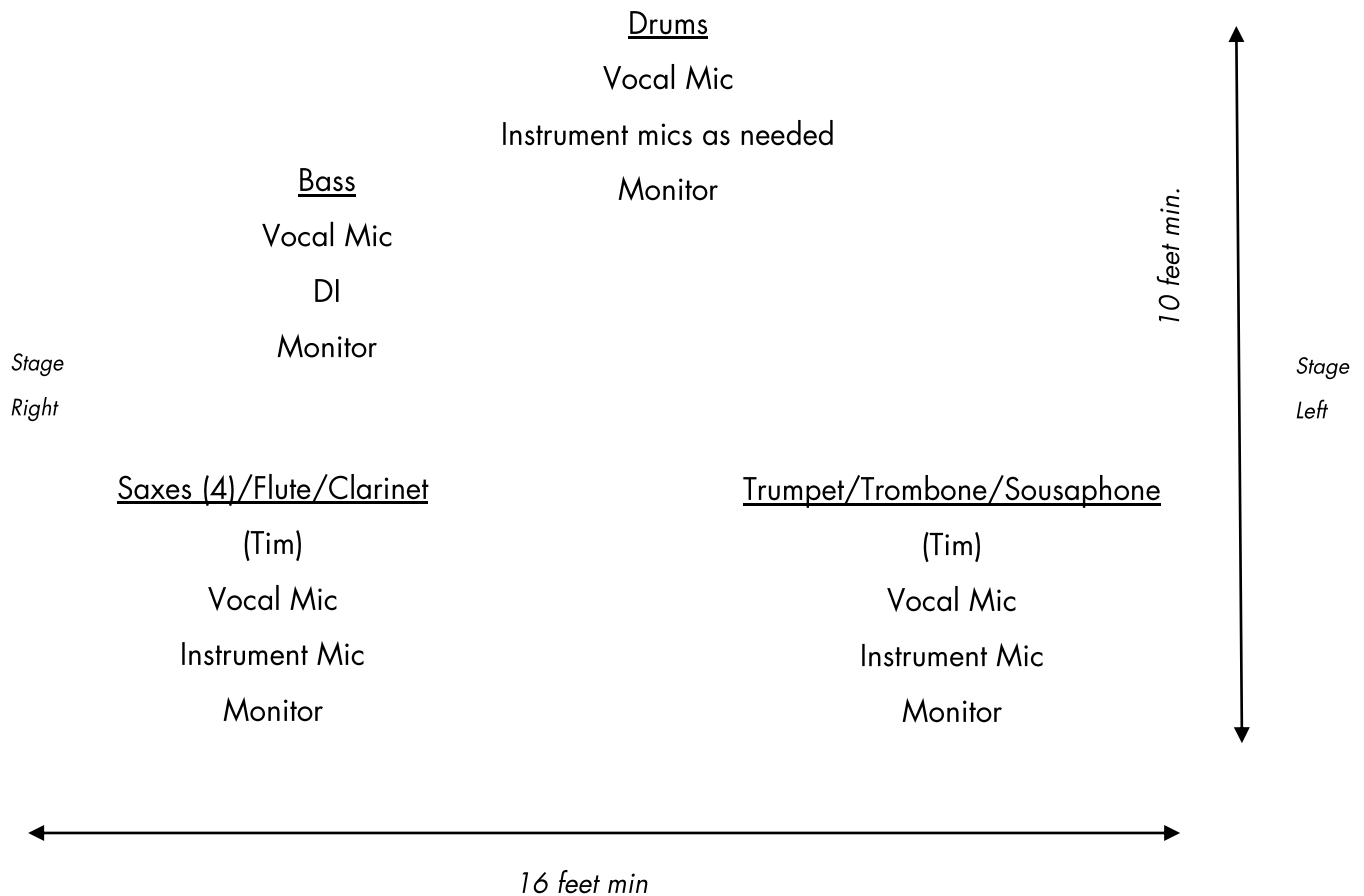 Drums
Vocal Mic
Instrument mics as needed
Monitor
Bass
Vocal Mic
DI
Monitor
10 feet min.
Stage
Right
Stage
Left
Saxes (4)/Flute/Clarinet
(Tim)
Vocal Mic
Instrument Mic
Monitor
Trumpet/Trombone/Sousaphone
(Tim)
Vocal Mic
Instrument Mic
Monitor
16 feet min